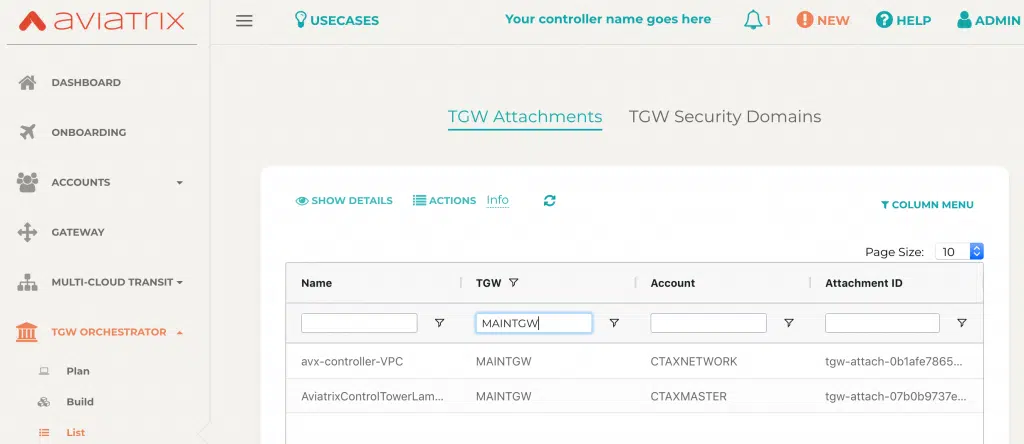 aviatrix
USECASES
Your controller name goes here
1
NEW
HELP
ADMIN
DASHBOARD
ONBOARDING
ACCOUNTS
GATEWAY
MULTI-CLOUD TRANSIT
TGW ORCHESTRATOR
Plan
Build
List
TGW Attachments
TGW Security Domains
SHOW DETAILS
ACTIONS
Info
COLUMN MENU
Page Size: 10
Name TGW Account Attachment ID
MAINTGW
avx-controller-VPC MAINTGW CTAXNETWORK tgw-attach-0b1afe7865...
AviatrixControlTowerLam... MAINTGW CTAXMASTER tgw-attach-07b0b9737e...